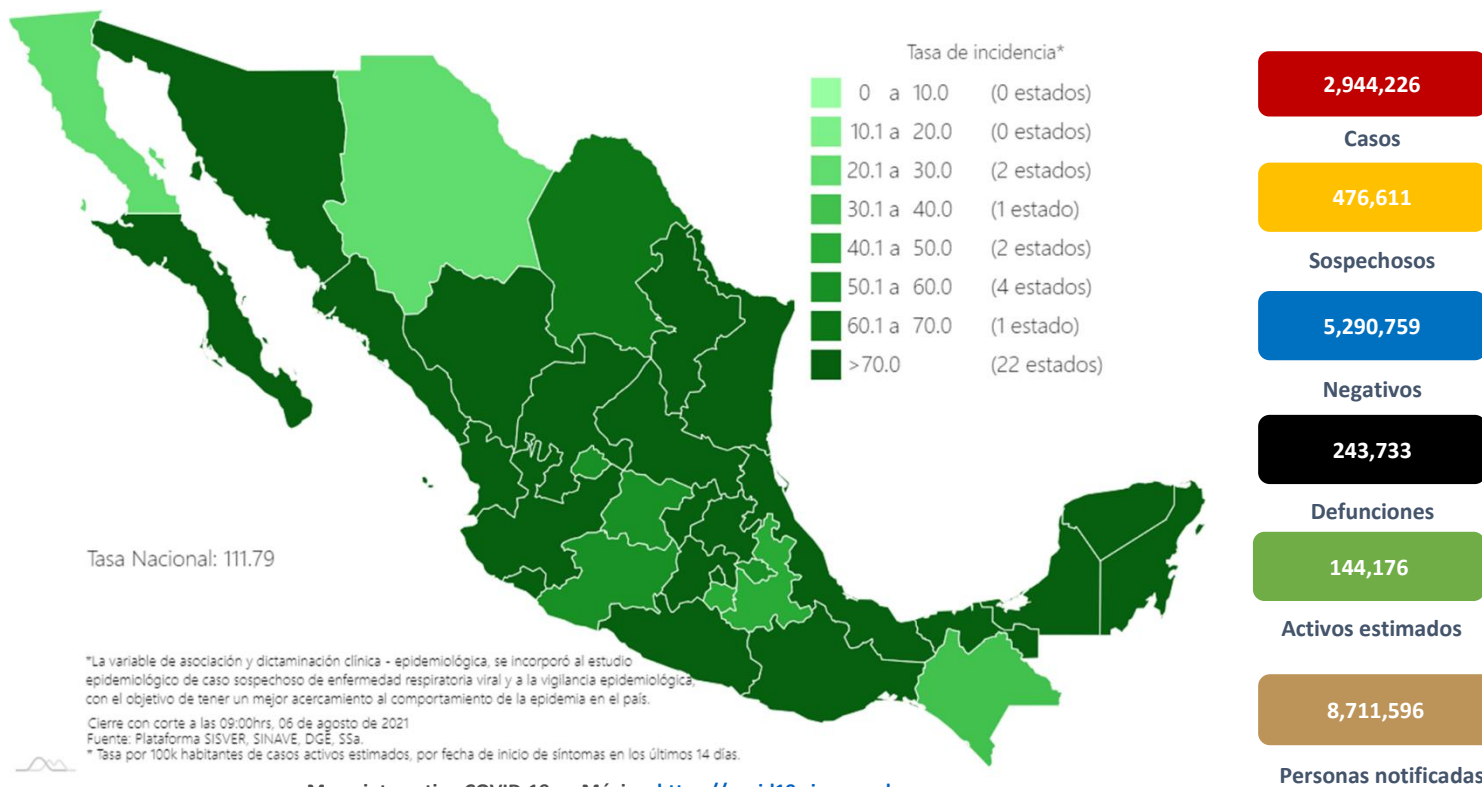 Tasa de incidencia*
0 a 10.0 (0 estados)
10.1 a 20.0 (0 estados)
20.1 a 30.0 (2 estados)
30.1 a 40.0 (1 estado)
40.1 a 50.0 (2 estados)
50.1 a 60.0 (4 estados)
60.1 a 70.0 (1 estado)
>70.0 (22 estados)
2,944,226
Casos
476,611
Sospechosos
5,290,759
Negativos
243,733
Defunciones
144,176
Activos estimados
8,711,596
Personas notificadas
Tasa Nacional: 111.79
*La variable de asociación y dictaminación clínica - epidemiológica, se incorporó al estudio
epidemiológico de caso sospechoso de enfermedad respiratoria viral y a la vigilancia epidemiológica,
con el objetivo de tener un mejor acercamiento al comportamiento de la epidemia en el país.
Cierre con corte a las 09:00hrs, 06 de agosto de 2021
Fuente: Plataforma SISVER, SINAVE, DGE, SSa.
* Tasa por 100k habitantes de casos activos estimados, por fecha de inicio de síntomas en los últimos 14 días.